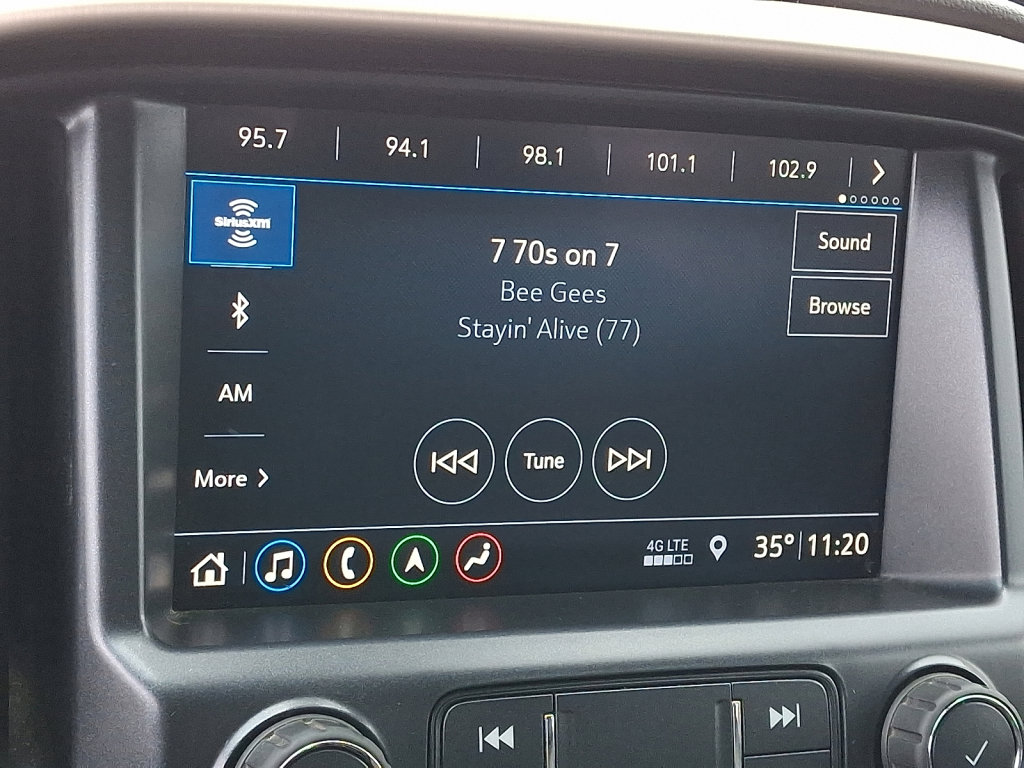 95.7 94.1 98.1 101.1 102.9
SiriusXM
7 70s on 7
Bee Gees
Stayin' Alive (77)
Sound
Browse
AM
More
Tune
4G LTE
35° 11:20